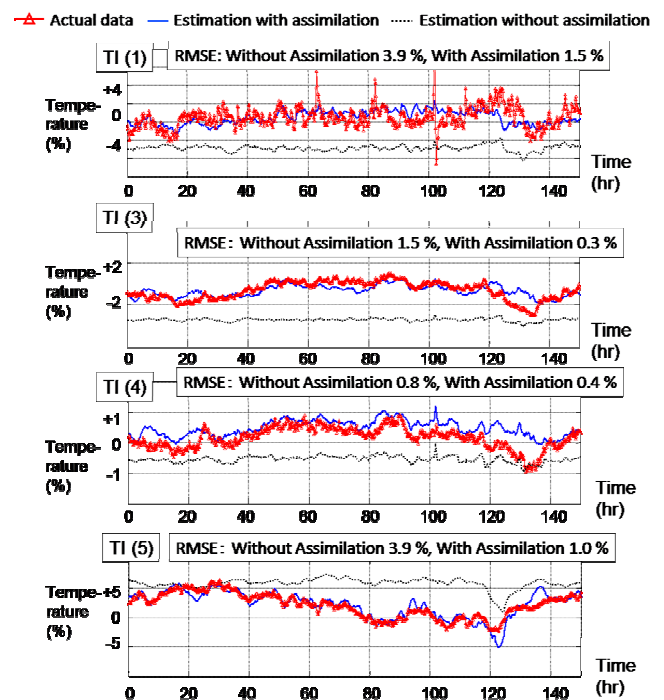 Actual data Estimation with assimilation Estimation without assimilation
TI (1) RMSE: Without Assimilation 3.9 %, With Assimilation 1.5 %
+4
Tempe-
rature
(%)
0
-4
Time
(hr)
0 20 40 60 80 100 120 140
TI (3)
RMSE: Without Assimilation 1.5 %, With Assimilation 0.3 %
Tempe-
rature
(%)
+2
-2
Time
(hr)
0 20 40 60 80 100 120 140
TI (4) RMSE: Without Assimilation 0.8 %, With Assimilation 0.4 %
+1
Tempe-
rature
(%)
0
-1
Time
(hr)
0 20 40 60 80 100 120 140
TI (5) RMSE: Without Assimilation 3.9 %, With Assimilation 1.0 %
Tempe-
rature
(%)
+5
0
-5
Time
(hr)
0 20 40 60 80 100 120 140